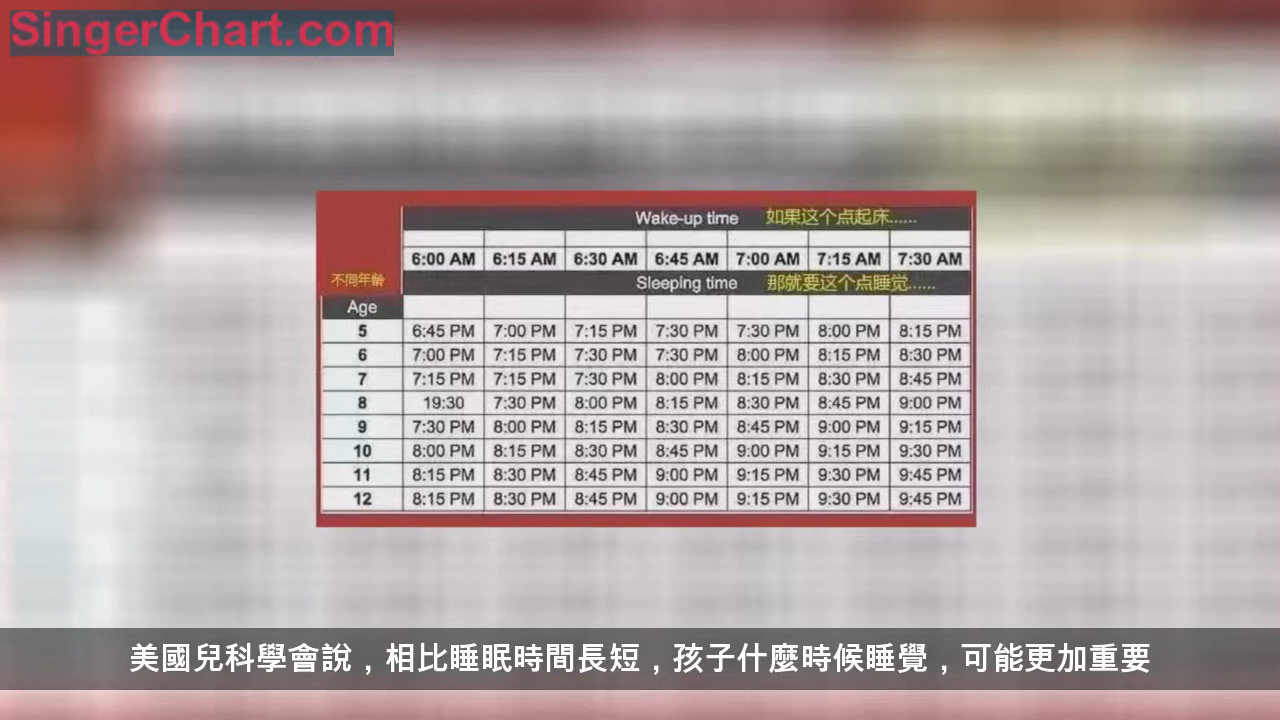 SingerChart.com
Wake-up time 如果这个点起床......
6:00 AM 6:15 AM 6:30 AM 6:45 AM 7:00 AM 7:15 AM 7:30 AM
不同年龄 Sleeping time 那就要这个点睡觉......
Age
5 6:45 PM 7:00 PM 7:15 PM 7:30 PM 7:30 PM 8:00 PM 8:15 PM
6 7:00 PM 7:15 PM 7:30 PM 7:30 PM 8:00 PM 8:15 PM 8:30 PM
7 7:15 PM 7:15 PM 7:30 PM 8:00 PM 8:15 PM 8:30 PM 8:45 PM
8 19:30 7:30 PM 8:00 PM 8:15 PM 8:30 PM 8:45 PM 9:00 PM
9 7:30 PM 8:00 PM 8:15 PM 8:30 PM 8:45 PM 9:00 PM 9:15 PM
10 8:00 PM 8:15 PM 8:30 PM 8:45 PM 9:00 PM 9:15 PM 9:30 PM
11 8:15 PM 8:30 PM 8:45 PM 9:00 PM 9:15 PM 9:30 PM 9:45 PM
12 8:15 PM 8:30 PM 8:45 PM 9:00 PM 9:15 PM 9:30 PM 9:45 PM
美國兒科學會說，相比睡眠時間長短，孩子什麼時候睡覺，可能更加重要